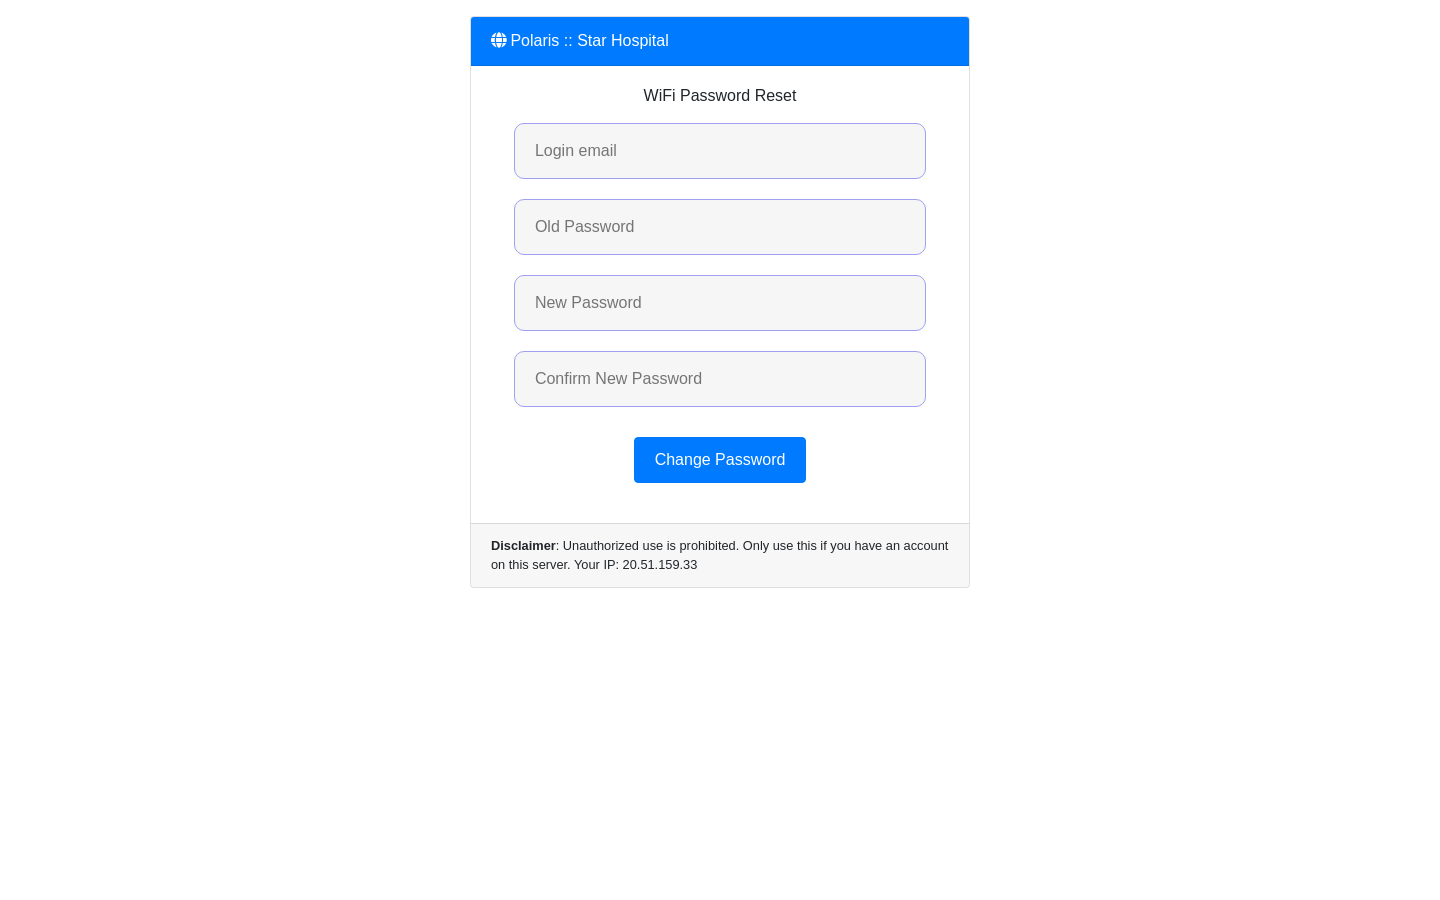 Polaris :: Star Hospital
WiFi Password Reset
Login email
Old Password
New Password
Confirm New Password
Change Password
Disclaimer: Unauthorized use is prohibited. Only use this if you have an account
on this server. Your IP: 20.51.159.33